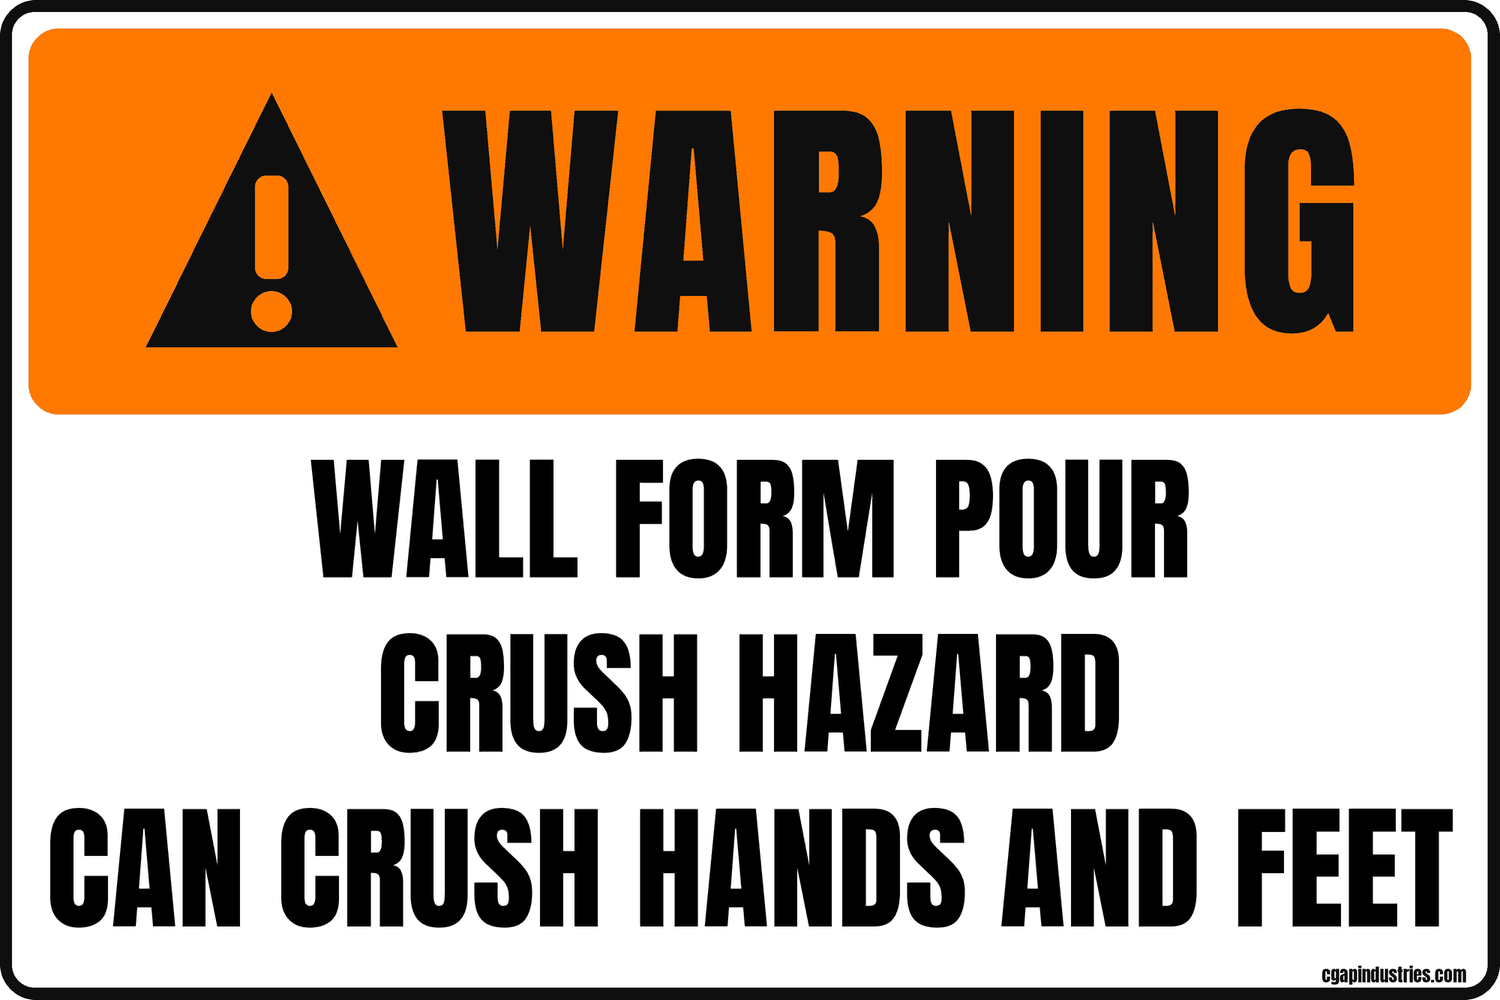 WARNING
WALL FORM POUR
CRUSH HAZARD
CAN CRUSH HANDS AND FEET
cgapindustries.com